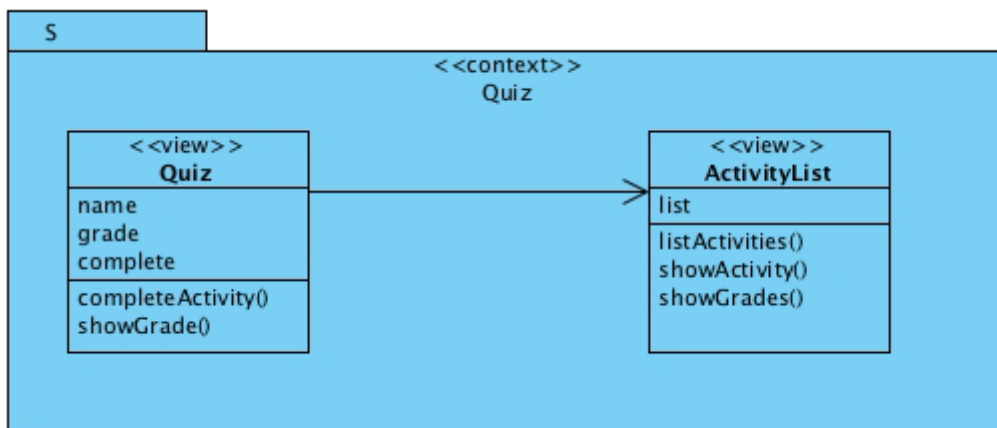 S
<<context>>
Quiz
<<view>>
Quiz
name
grade
complete
completeActivity()
showGrade()
<<view>>
ActivityList
list
listActivities()
showActivity()
showGrades()